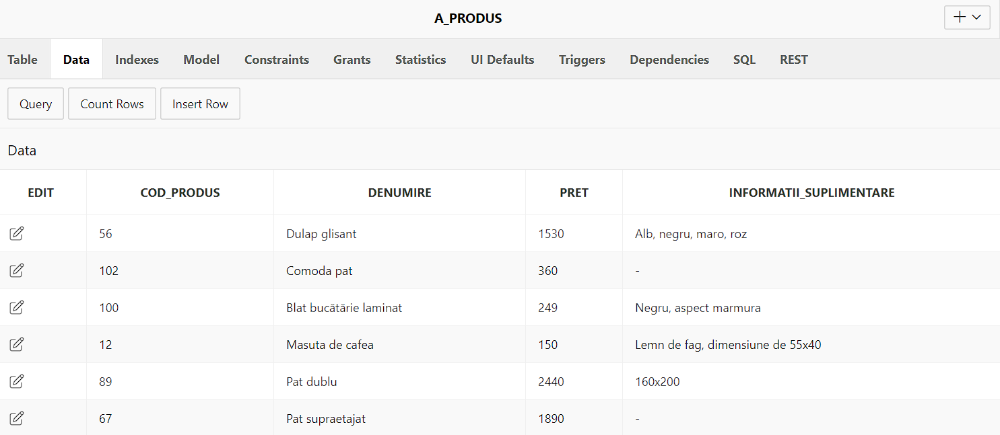 A_PRODUS
Table Data Indexes Model Constraints Grants Statistics UI Defaults Triggers Dependencies SQL REST
Query Count Rows Insert Row
Data
EDIT COD_PRODUS DENUMIRE PRET INFORMATII_SUPLIMENTARE
56 Dulap glisant 1530 Alb, negru, maro, roz
102 Comoda pat 360 -
100 Blat bucătărie laminat 249 Negru, aspect marmura
12 Masuta de cafea 150 Lemn de fag, dimensiune de 55x40
89 Pat dublu 2440 160x200
67 Pat supraetajat 1890 -